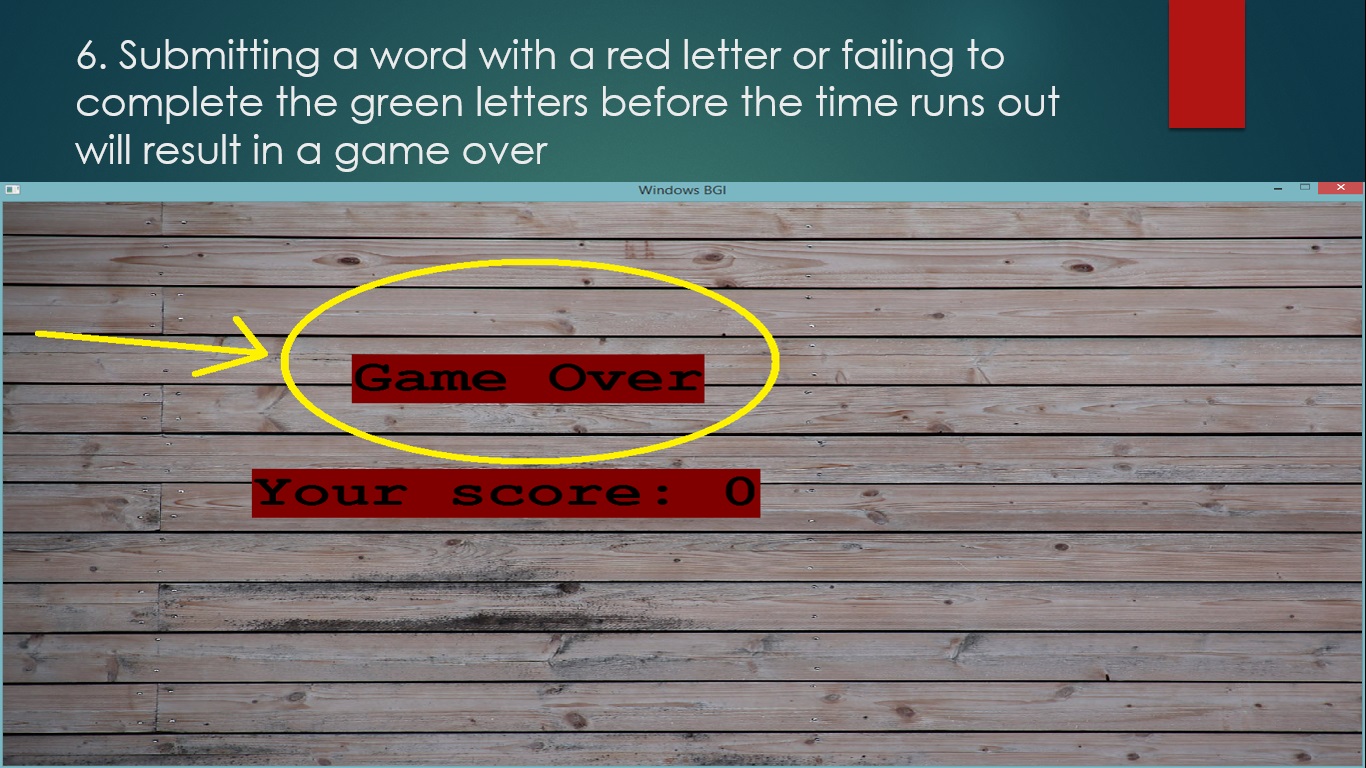 6. Submitting a word with a red letter or failing to
complete the green letters before the time runs out
will result in a game over
Windows BGI
Game Over
Your score: 0